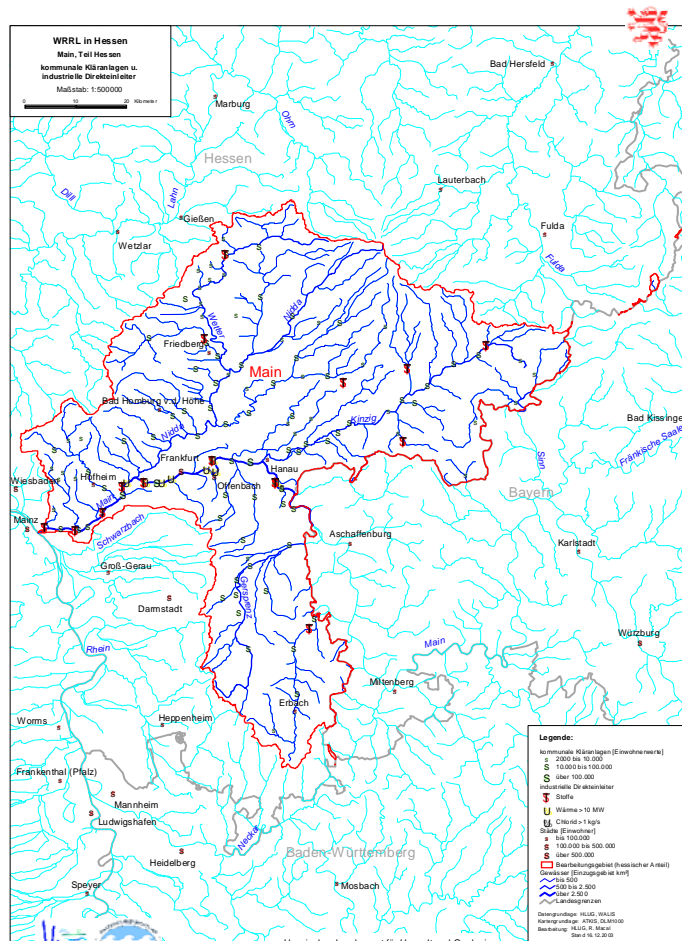 WRRL in Hessen
Main, Teil Hessen
kommunale Kläranlagen u.
industrielle Direkteinleiter
Maßstab: 1:500000
0 10 20 Kilometer
Bad Hersfeld
Marburg
Ohm
Hessen
Lauterbach
Dill
Lahn
Gießen
Fulda
Wetzlar
Fulda
Nidda
Wetter
Friedberg
Main
Bad Homburg v.d. Höhe
Kinzig
Bad Kissingen
Nidda
Fränkische Saale
Frankfurt
Sinn
Hanau
Wiesbaden
Hofheim
Offenbach
Bayern
Main
Mainz
Schwarzbach
Aschaffenburg
Karlstadt
Groß-Gerau
Gersprenz
Darmstadt
Würzburg
Main
Rhein
Miltenberg
Erbach
Worms
Heppenheim
Frankenthal (Pfalz)
Mannheim
Ludwigshafen
Neckar
Baden-Württemberg
Heidelberg
Speyer
Mosbach
Legende:
kommunale Kläranlagen [Einwohnerwerte]
s 2000 bis 10.000
S 10.000 bis 100.000
S über 100.000
industrielle Direkteinleiter
Stoffe
Wärme > 10 MW
Chlorid > 1 kg/s
Städte [Einwohner]
bis 100.000
100.000 bis 500.000
über 500.000
Bearbeitungsgebiet (hessischer Anteil)
Gewässer [Einzugsgebiet km²]
bis 500
500 bis 2.500
über 2.500
Landesgrenzen
Datengrundlage: HLUG, WALIS
Kartengrundlage: ATKIS, DLM1000
Bearbeitung: HLUG, R. Macal
Stand 16.12.2003